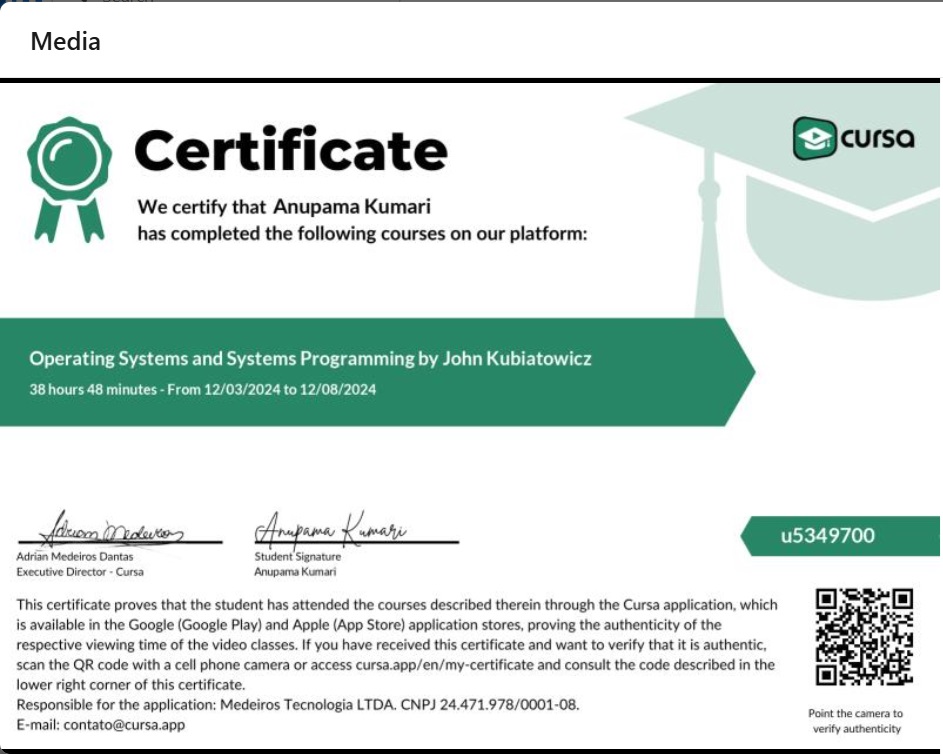 Media
Certificate
cursa
We certify that Anupama Kumari
has completed the following courses on our platform:
Operating Systems and Systems Programming by John Kubiatowicz
38 hours 48 minutes - From 12/03/2024 to 12/08/2024
Adrian Medeiros
Anupama Kumari
Adrian Medeiros Dantas
Executive Director - Cursa
Student Signature
Anupama Kumari
u5349700
This certificate proves that the student has attended the courses described therein through the Cursa application, which
is available in the Google (Google Play) and Apple (App Store) application stores, proving the authenticity of the
respective viewing time of the video classes. If you have received this certificate and want to verify that it is authentic,
scan the QR code with a cell phone camera or access cursa.app/en/my-certificate and consult the code described in the
lower right corner of this certificate.
Responsible for the application: Medeiros Tecnologia LTDA. CNPJ 24.471.978/0001-08.
E-mail: contato@cursa.app
Point the camera to
verify authenticity